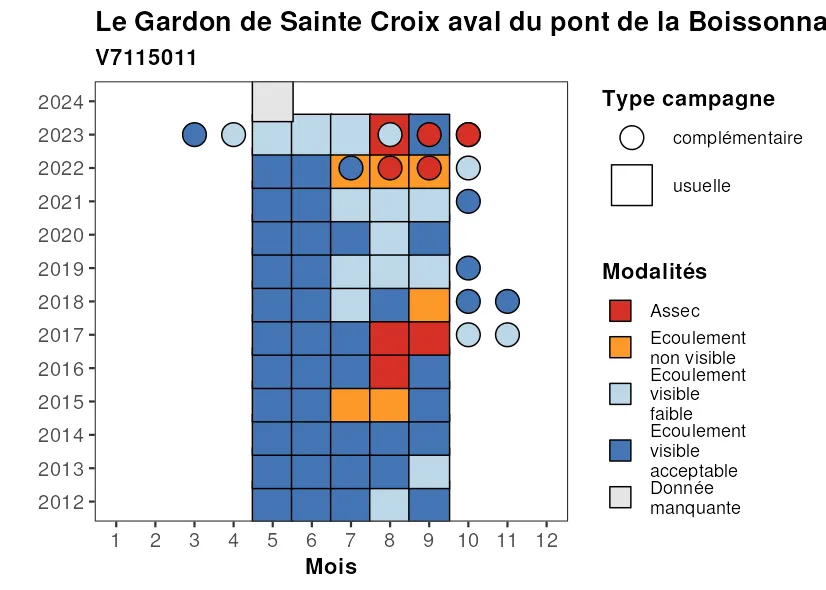 Le Gardon de Sainte Croix aval du pont de la Boissonna
V7115011
2024
2023
2022
2021
2020
2019
2018
2017
2016
2015
2014
2013
2012
1 2 3 4 5 6 7 8 9 10 11 12
Mois
Type campagne
complémentaire
usuelle
Modalités
Assec
Ecoulement
non visible
Ecoulement
visible
faible
Ecoulement
visible
acceptable
Donnée
manquante